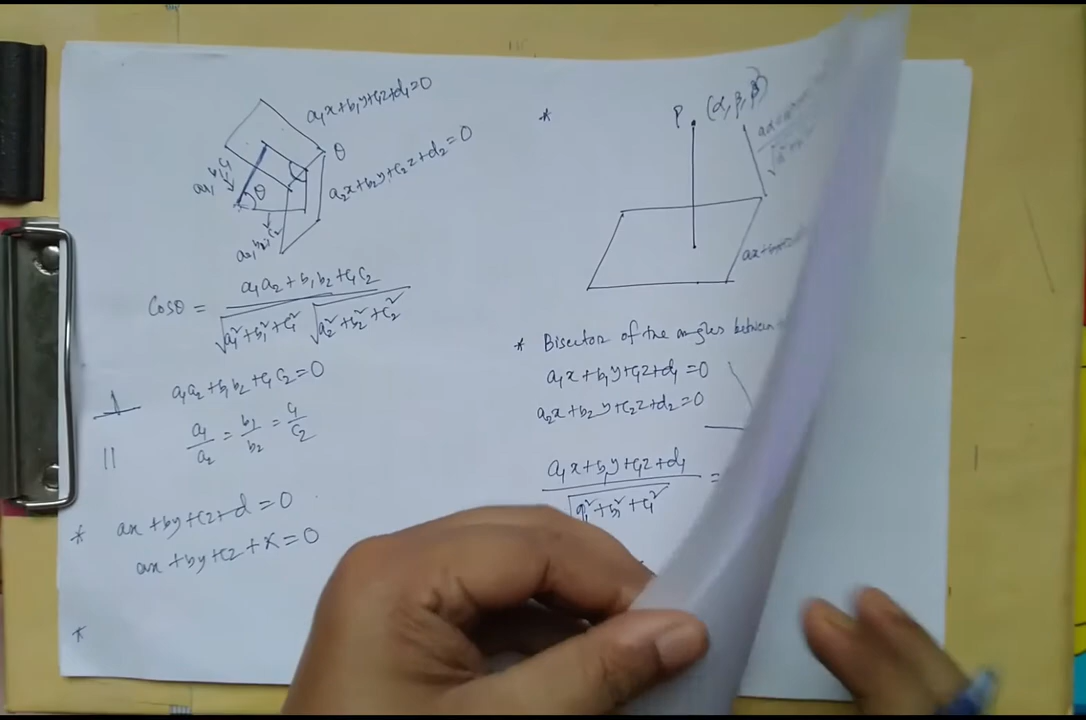 a₁x+b₁y+c₁z+d₁=0
θ
a₂x+b₂y+c₂z+d₂=0
a₁, b₁, c₁
θ
a₂, b₂, c₂
Cosθ = a₁a₂+b₁b₂+c₁c₂ / √a₁²+b₁²+c₁² √a₂²+b₂²+c₂²
⊥ a₁a₂+b₁b₂+c₁c₂=0
|| a₁/a₂ = b₁/b₂ = c₁/c₂
* ax+by+cz+d=0
ax+by+cz+K=0
*
*
P (α, β, γ)
* Bisector of the angles between
a₁x+b₁y+c₁z+d₁=0
a₂x+b₂y+c₂z+d₂=0
a₁x+b₁y+c₁z+d₁ / √a₁²+b₁²+c₁² =